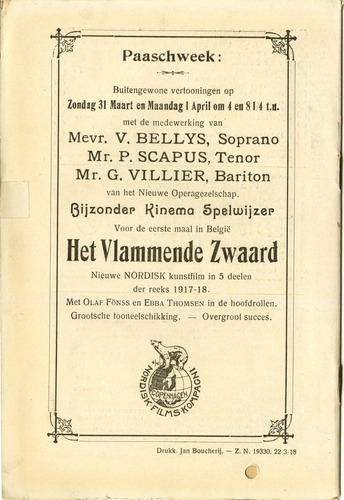 Paaschweek:
Buitengewone vertooningen op
Zondag 31 Maart en Maandag 1 April om 4 en 8 1/4 t.u.
met de medewerking van
Mevr. V. BELLYS, Soprano
Mr. P. SCAPUS, Tenor
Mr. G. VILLIER, Bariton
van het Nieuwe Operagezelschap.
Bijzonder Kinema Spelwijzer
Voor de eerste maal in België
Het Vlammende Zwaard
Nieuwe NORDISK kunstfilm in 5 deelen
der reeks 1917-18.
Met OLAF FÖNSS en EBBA THOMSEN in de hoofdrollen.
Grootsche tooneelschikking. — Overgroot succes.
COPENHAGEN
NORDISK-FILMS-KOMPAGNI
Drukk. Jan Boucherij, — Z. N. 19330. 22-3-18